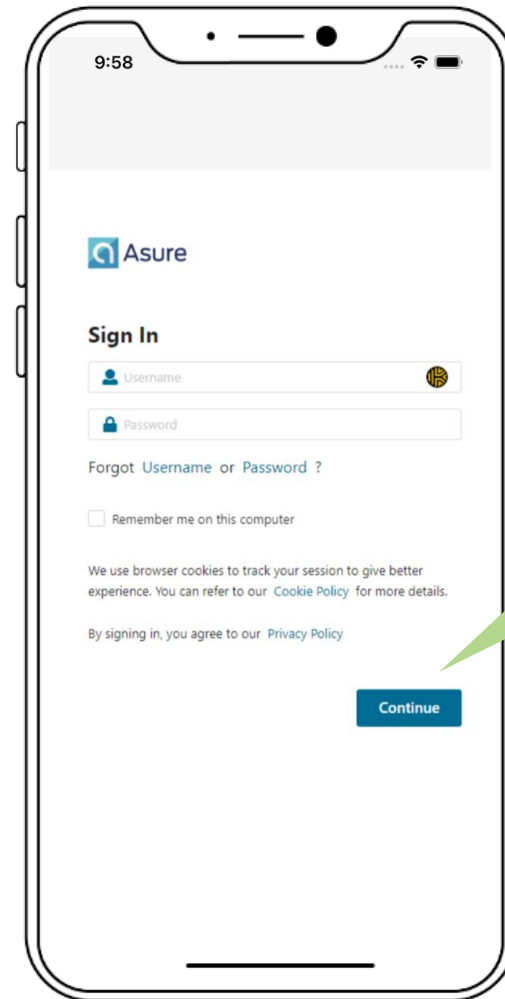 9:58
Asure
Sign In
Username
Password
Forgot Username or Password ?
Remember me on this computer
We use browser cookies to track your session to give better
experience. You can refer to our Cookie Policy for more details.
By signing in, you agree to our Privacy Policy
Continue